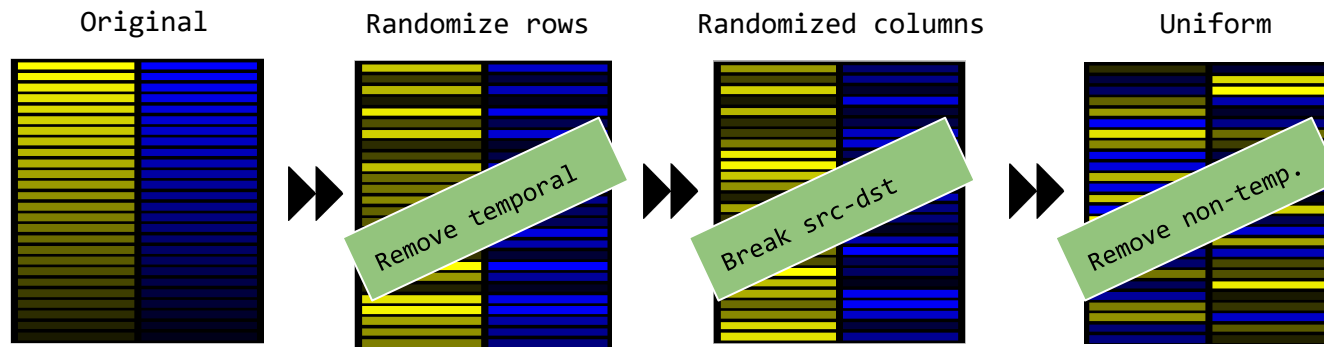 Original
Randomize rows
Randomized columns
Uniform
Remove temporal
Break src-dst
Remove non-temp.